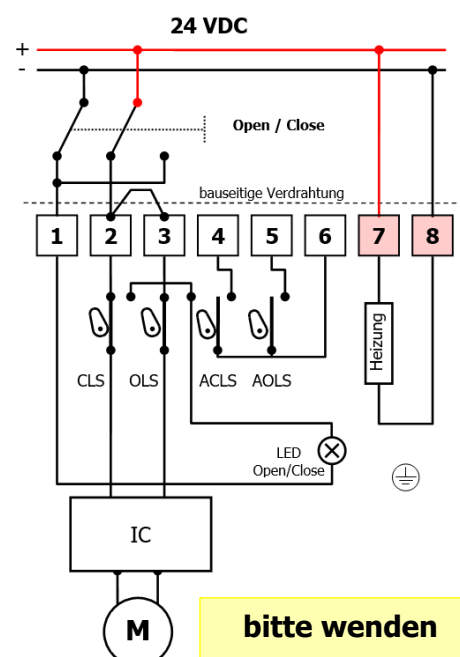 24 VDC
+
-
Open / Close
bauseitige Verdrahtung
1 2 3 4 5 6 7 8
Heizung
CLS OLS ACLS AOLS
LED
Open/Close
IC
M
bitte wenden